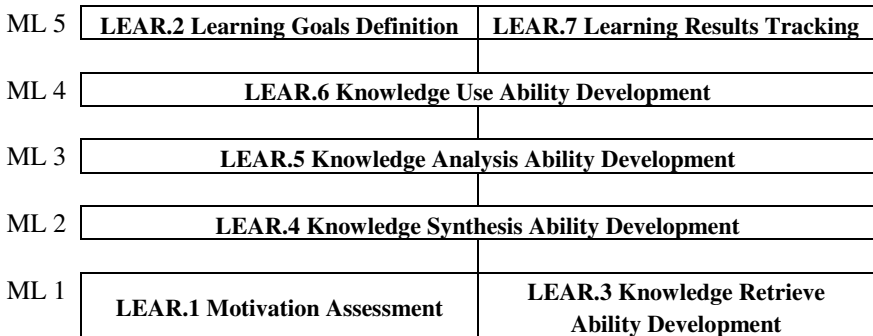 ML 5 LEAR.2 Learning Goals Definition LEAR.7 Learning Results Tracking
ML 4 LEAR.6 Knowledge Use Ability Development
ML 3 LEAR.5 Knowledge Analysis Ability Development
ML 2 LEAR.4 Knowledge Synthesis Ability Development
ML 1 LEAR.1 Motivation Assessment LEAR.3 Knowledge Retrieve
Ability Development